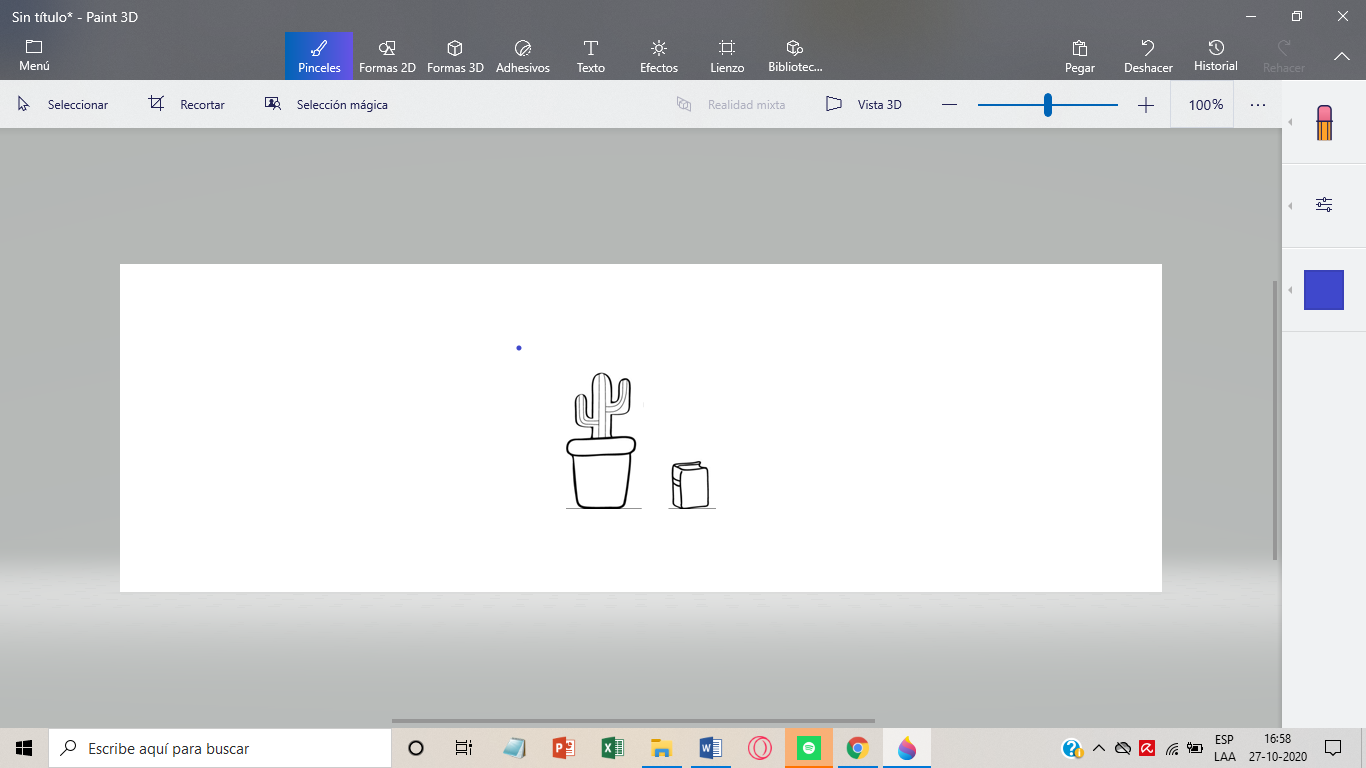 Sin título* - Paint 3D
Menú
Pinceles
Formas 2D
Formas 3D
Adhesivos
Texto
Efectos
Lienzo
Bibliotec...
Pegar
Deshacer
Historial
Rehacer
Seleccionar
Recortar
Selección mágica
Realidad mixta
Vista 3D
100%
Escribe aquí para buscar
ESP
LAA
16:58
27-10-2020